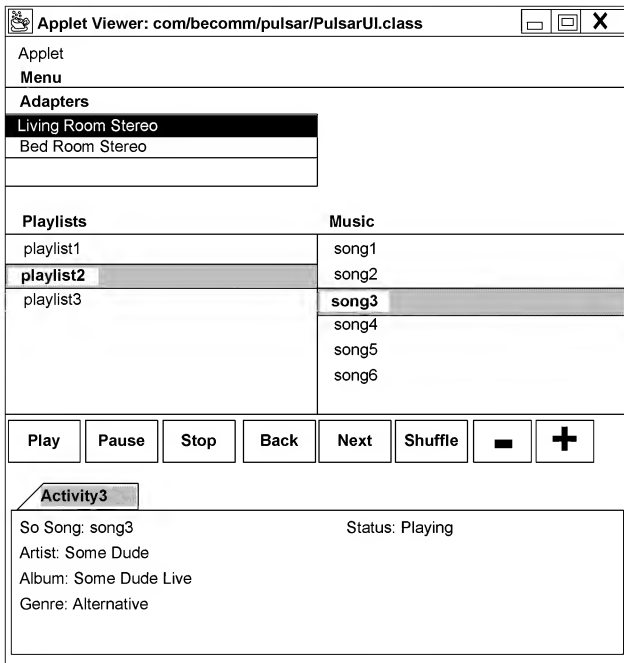 Applet Viewer: com/becomm/pulsar/PulsarUI.class
Applet
Menu
Adapters
Living Room Stereo
Bed Room Stereo
Playlists
playlist1
playlist2
playlist3
Music
song1
song2
song3
song4
song5
song6
Play Pause Stop Back Next Shuffle - +
Activity3
So Song: song3 Status: Playing
Artist: Some Dude
Album: Some Dude Live
Genre: Alternative